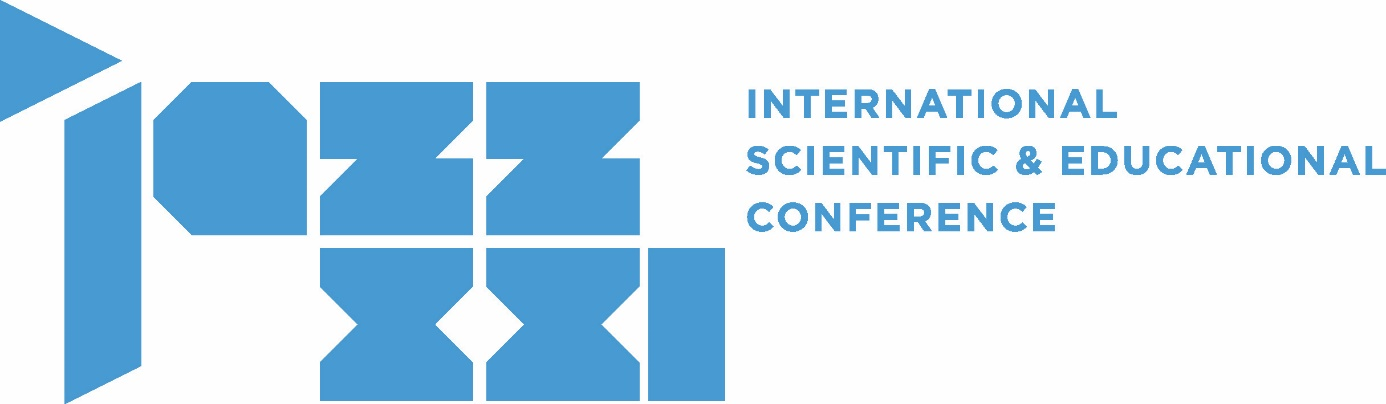 jazz
XXI
INTERNATIONAL
SCIENTIFIC & EDUCATIONAL
CONFERENCE